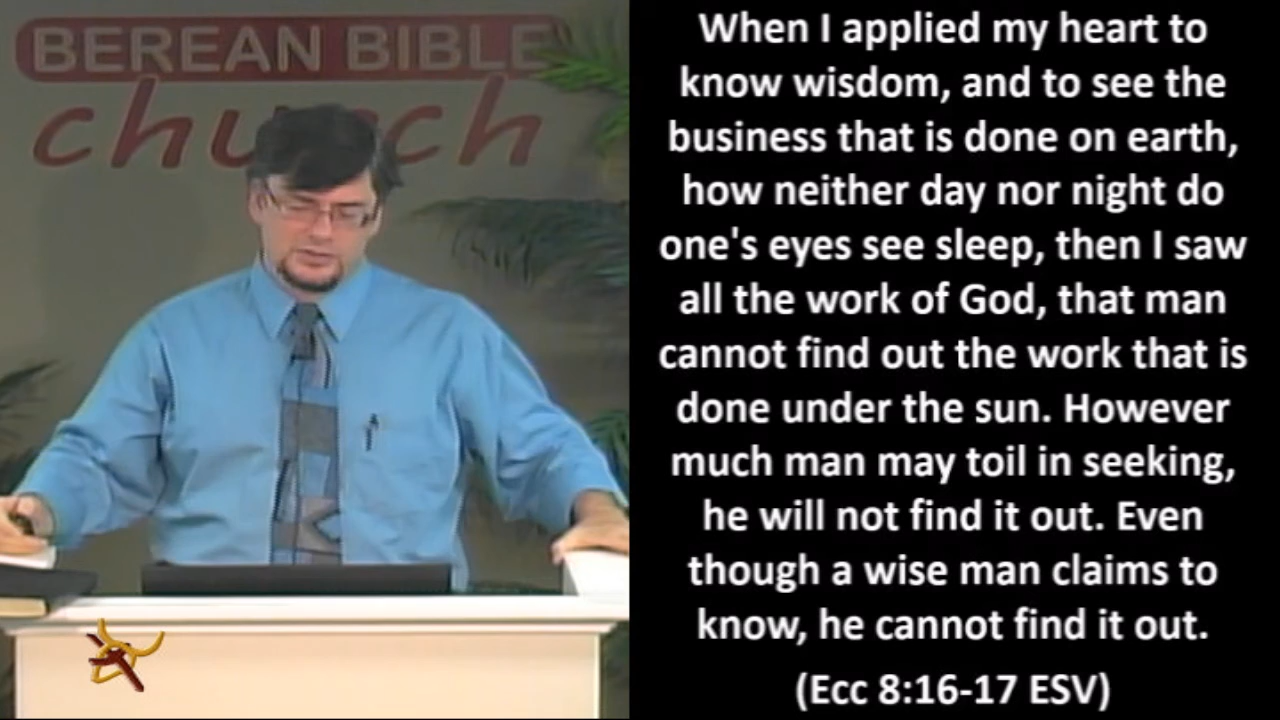 BEREAN BIBLE
church
When I applied my heart to
know wisdom, and to see the
business that is done on earth,
how neither day nor night do
one's eyes see sleep, then I saw
all the work of God, that man
cannot find out the work that is
done under the sun. However
much man may toil in seeking,
he will not find it out. Even
though a wise man claims to
know, he cannot find it out.
(Ecc 8:16-17 ESV)